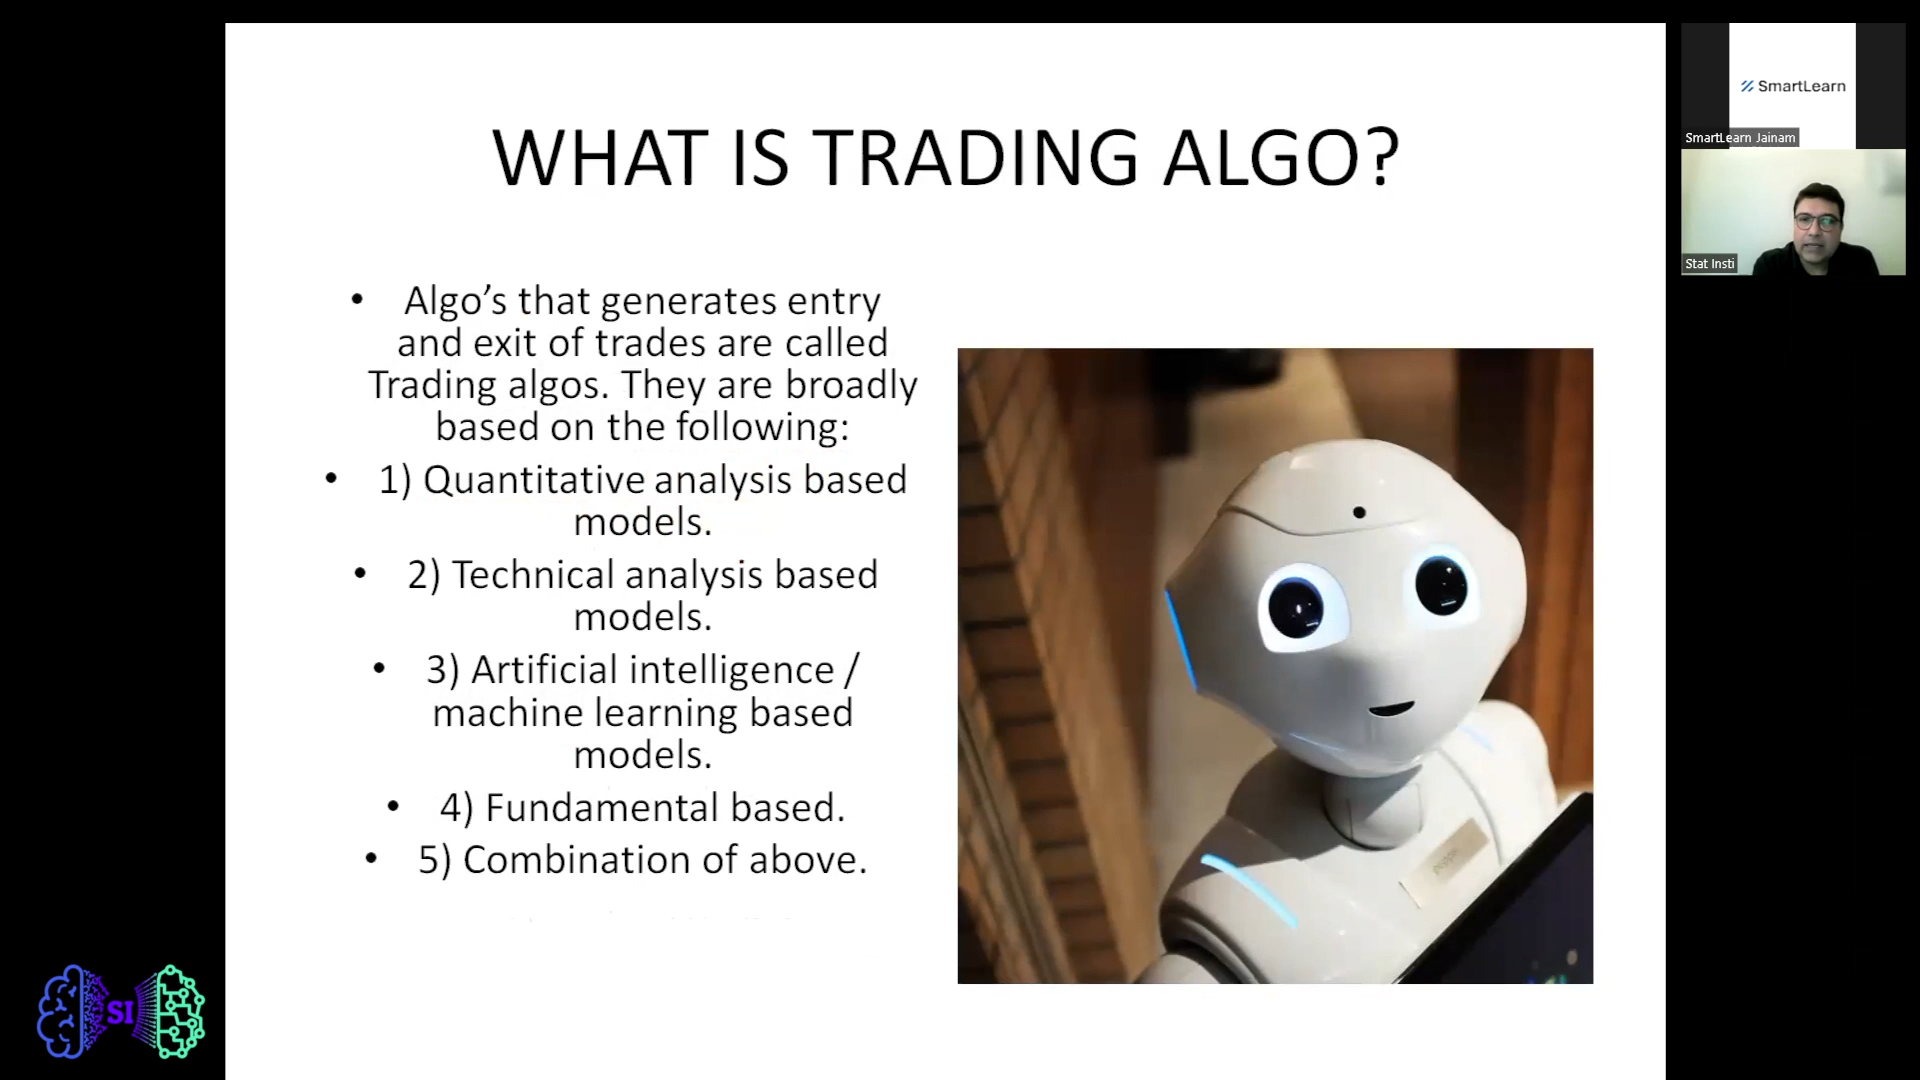 WHAT IS TRADING ALGO?
• Algo’s that generates entry
and exit of trades are called
Trading algos. They are broadly
based on the following:
• 1) Quantitative analysis based
models.
• 2) Technical analysis based
models.
• 3) Artificial intelligence /
machine learning based
models.
• 4) Fundamental based.
• 5) Combination of above.
SmartLearn
SmartLearn Jainam
Stat Insti
SI